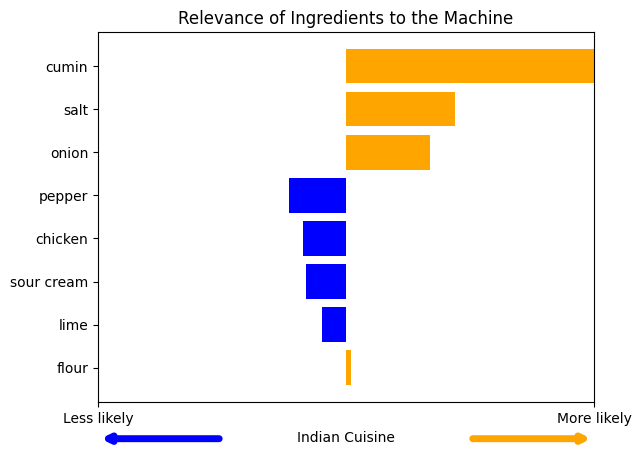 Relevance of Ingredients to the Machine
cumin
salt
onion
pepper
chicken
sour cream
lime
flour
Less likely
More likely
Indian Cuisine